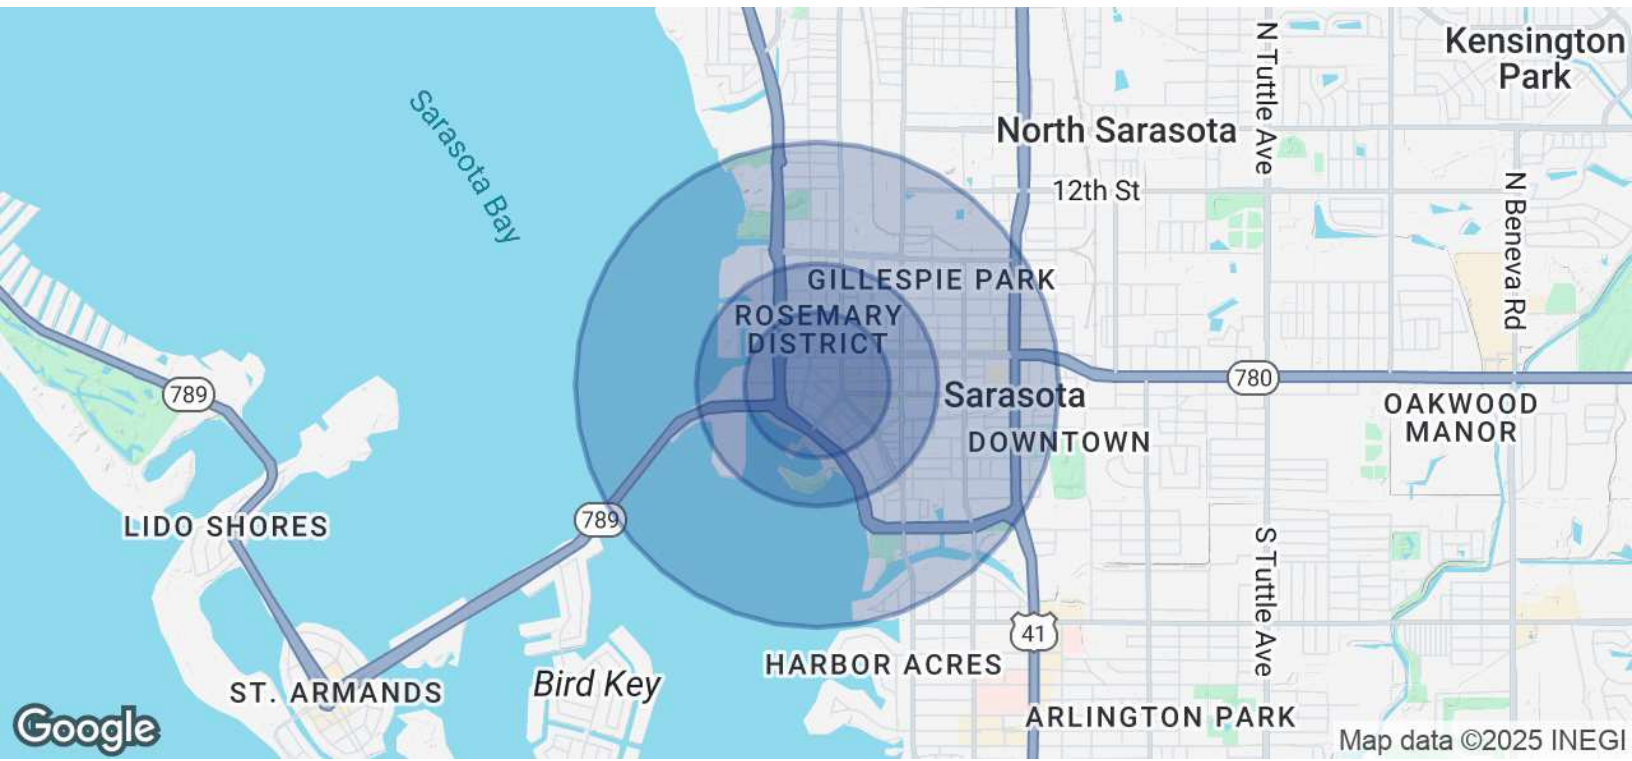 Kensington
Park
N Tuttle Ave
Sarasota Bay
North Sarasota
12th St
N Beneva Rd
GILLESPIE PARK
ROSEMARY
DISTRICT
780
789
Sarasota
OAKWOOD
MANOR
DOWNTOWN
LIDO SHORES
789
S Tuttle Ave
41
HARBOR ACRES
Bird Key
ST. ARMANDS
ARLINGTON PARK
Google
Map data ©2025 INEGI